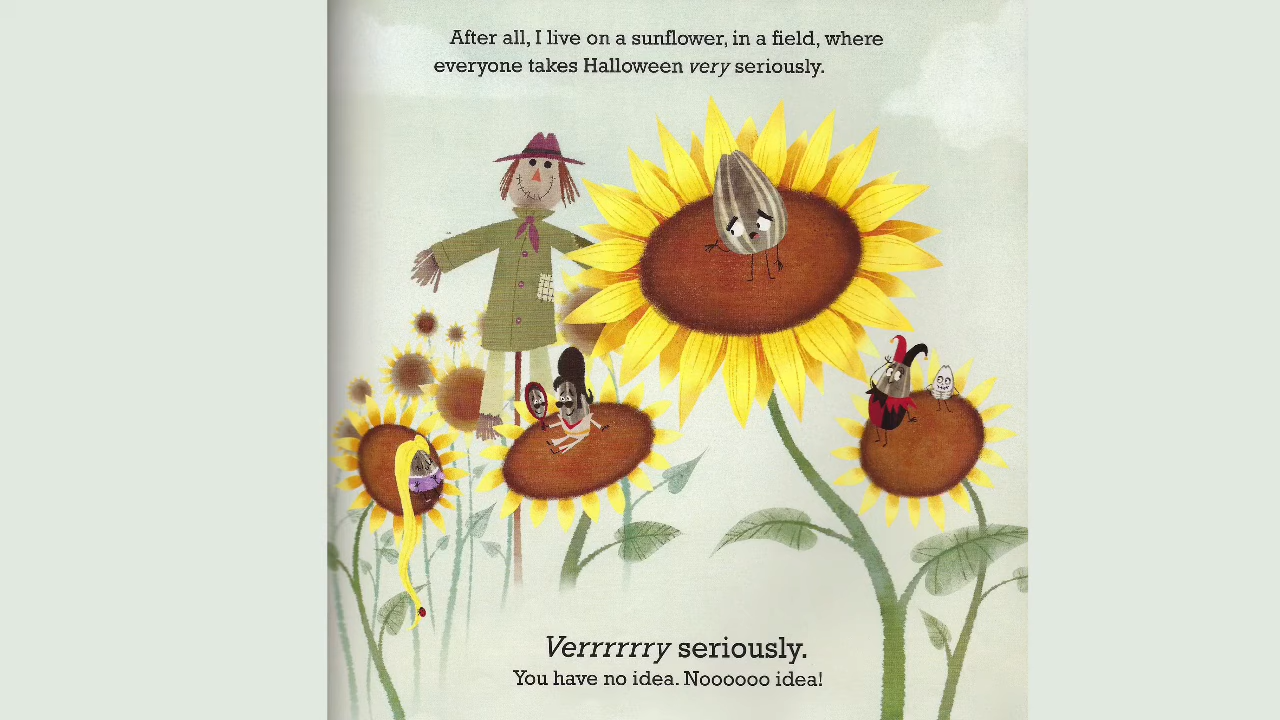 After all, I live on a sunflower, in a field, where
everyone takes Halloween very seriously.
Verrrrrry seriously.
You have no idea. Noooooo idea!